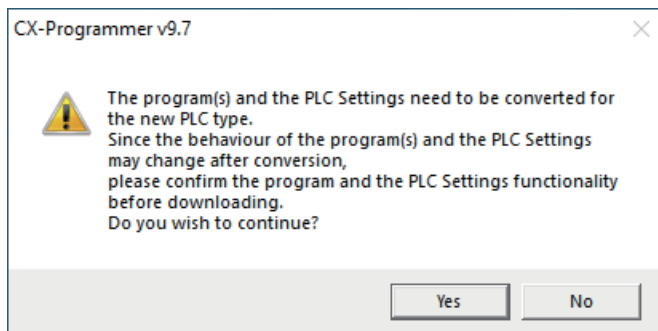 CX-Programmer v9.7
The program(s) and the PLC Settings need to be converted for
the new PLC type.
Since the behaviour of the program(s) and the PLC Settings
may change after conversion,
please confirm the program and the PLC Settings functionality
before downloading.
Do you wish to continue?
Yes
No